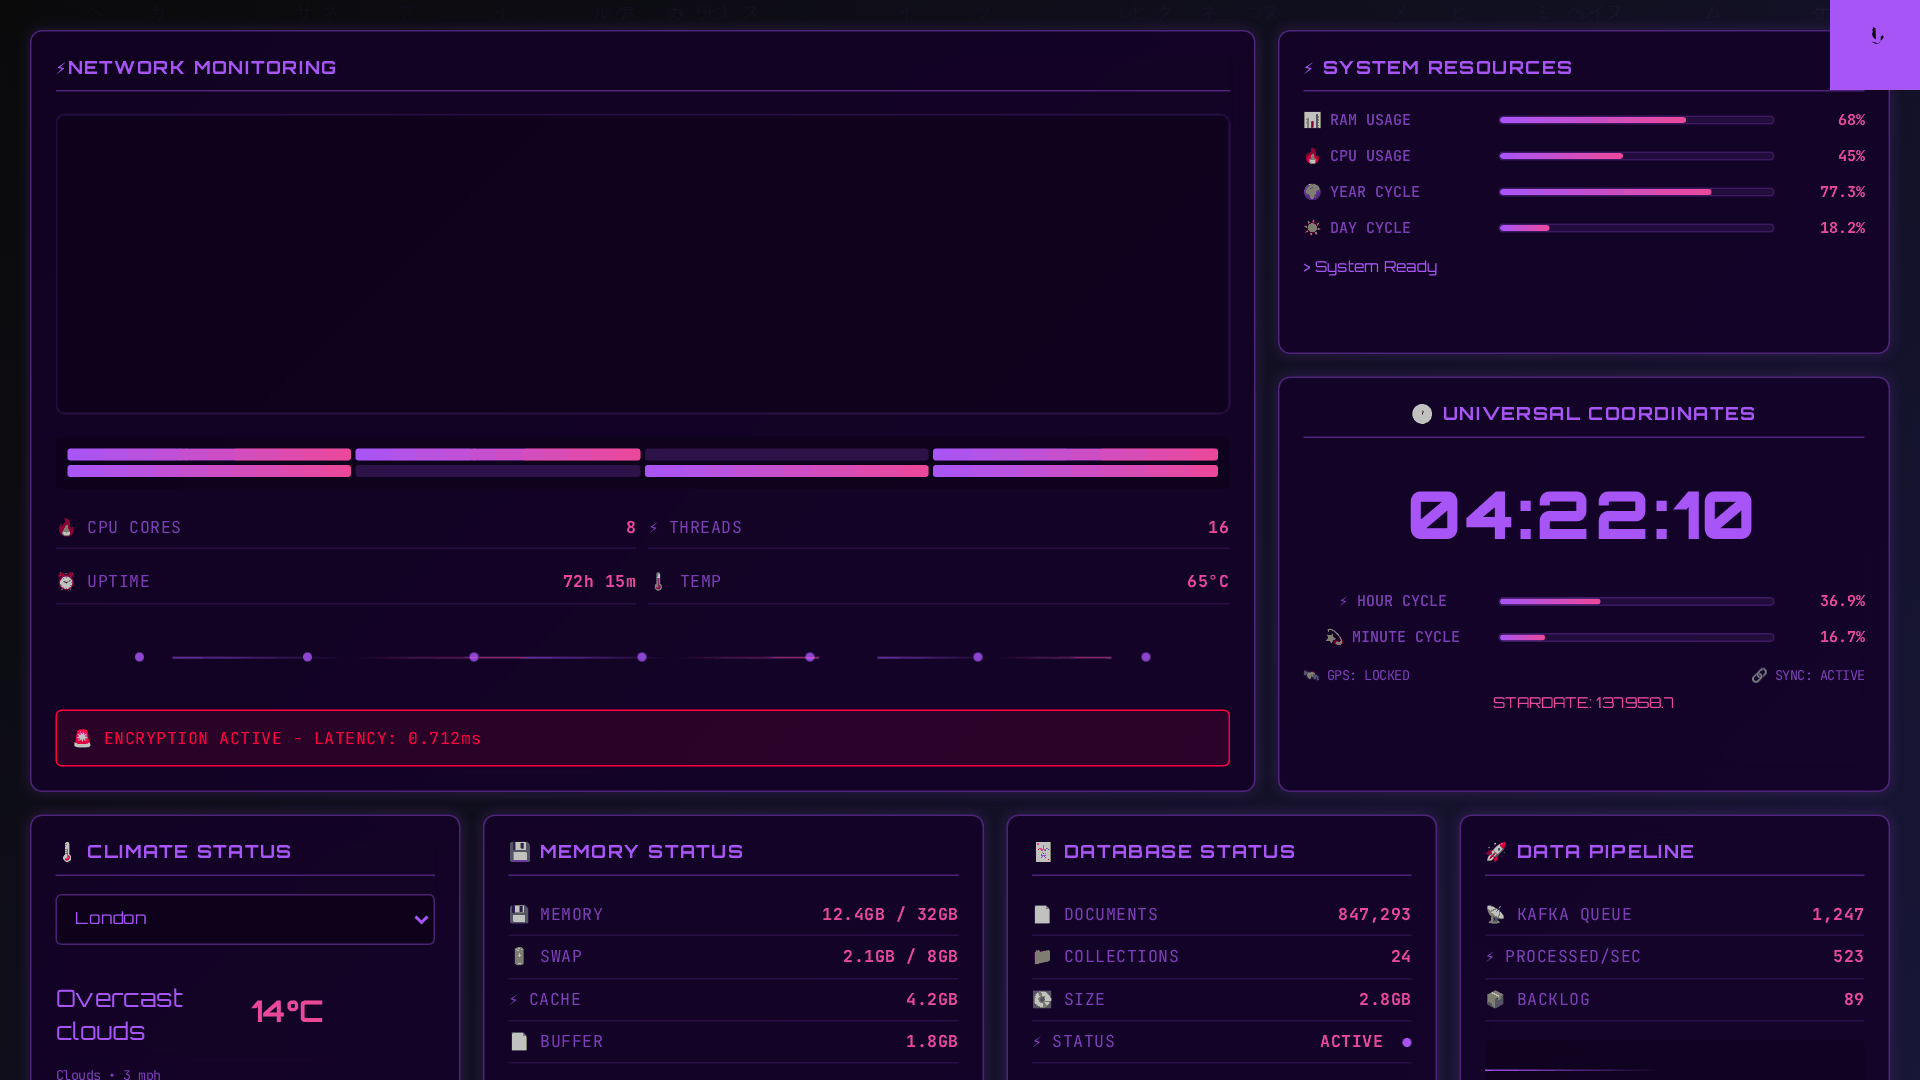 NETWORK MONITORING
RAM USAGE 68%
SYSTEM RESOURCES
CPU USAGE 45%
YEAR CYCLE 77.3%
DAY CYCLE 18.2%
> System Ready
UNIVERSAL COORDINATES
04:22:10
HOUR CYCLE 36.9%
MINUTE CYCLE 16.7%
GPS: LOCKED SYNC: ACTIVE
STARDATE: 137958.7
CPU CORES 8 THREADS 16
UPTIME 72h 15m TEMP 65°C
ENCRYPTION ACTIVE - LATENCY: 0.712ms
CLIMATE STATUS
London
Overcast
clouds
14°C
Clouds • 3 mph
MEMORY STATUS
MEMORY 12.4GB / 32GB
SWAP 2.1GB / 8GB
CACHE 4.2GB
BUFFER 1.8GB
DATABASE STATUS
DOCUMENTS 847,293
COLLECTIONS 24
SIZE 2.8GB
STATUS ACTIVE
DATA PIPELINE
KAFKA QUEUE 1,247
PROCESSED/SEC 523
BACKLOG 89